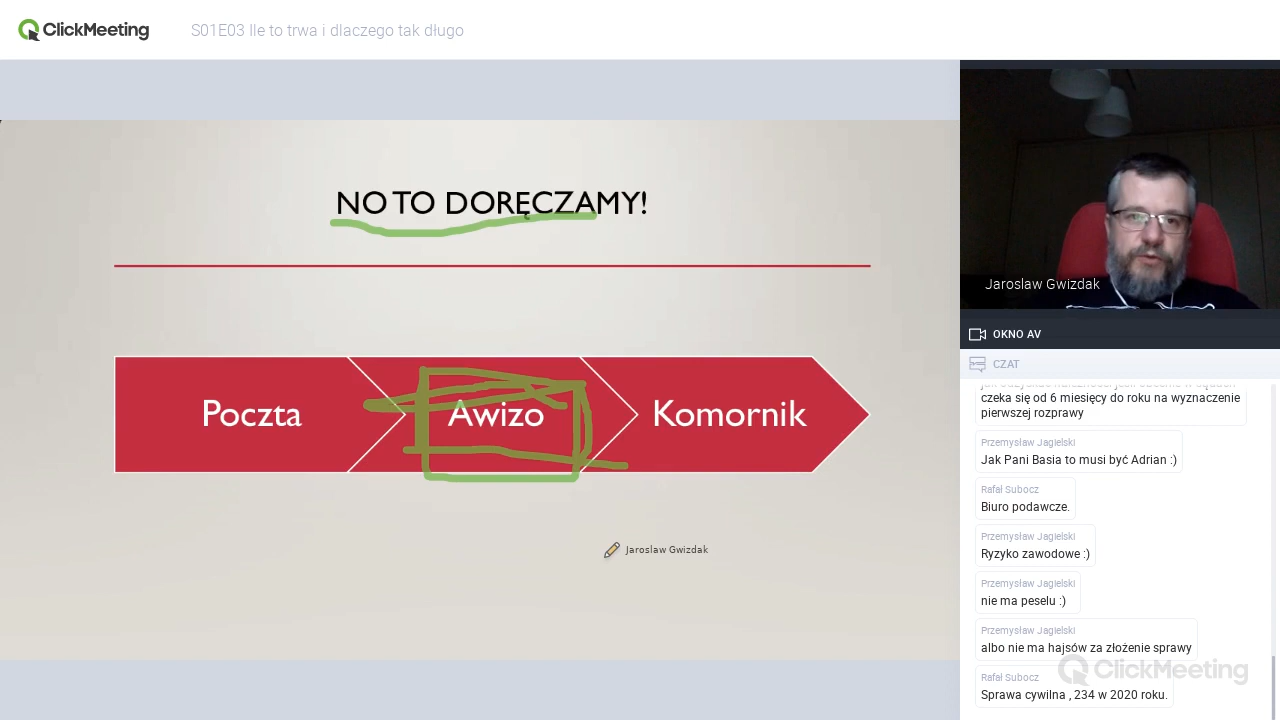 ClickMeeting
S01E03 Ile to trwa i dlaczego tak długo
NO TO DORĘCZAMY!
Poczta
Awizo
Komornik
Jaroslaw Gwizdak
Jaroslaw Gwizdak
OKNO AV
CZAT
czeka się od 6 miesięcy do roku na wyznaczenie
pierwszej rozprawy
Przemysław Jagielski
Jak Pani Basia to musi być Adrian :)
Rafał Subocz
Biuro podawcze.
Przemysław Jagielski
Ryzyko zawodowe :)
Przemysław Jagielski
nie ma peselu :)
Przemysław Jagielski
albo nie ma hajsów za złożenie sprawy
ClickMeeting
Rafał Subocz
Sprawa cywilna , 234 w 2020 roku.